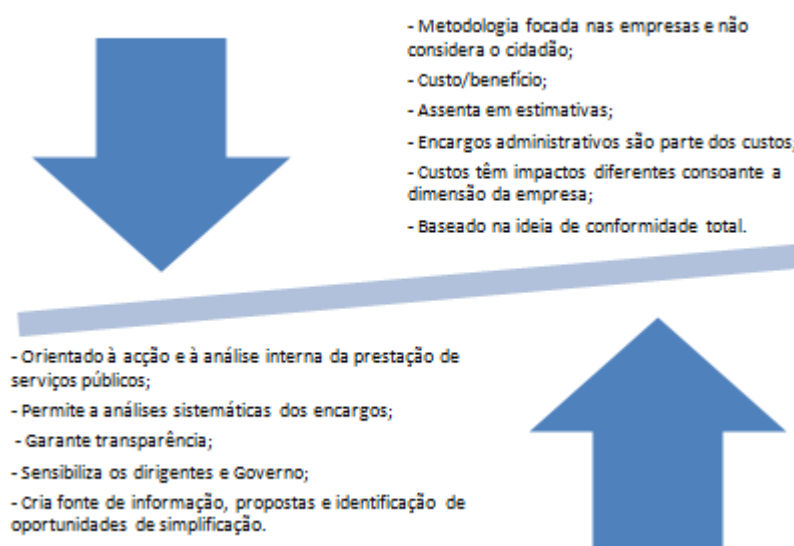 - Metodologia focada nas empresas e não
considera o cidadão;
- Custo/benefício;
- Assenta em estimativas;
- Encargos administrativos são parte dos custos;
- Custos têm impactos diferentes consoante a
dimensão da empresa;
- Baseado na ideia de conformidade total.
- Orientado à acção e à análise interna da prestação de
serviços públicos;
- Permite a análises sistemáticas dos encargos;
- Garante transparência;
- Sensibiliza os dirigentes e Governo;
- Cria fonte de informação, propostas e identificação de
oportunidades de simplificação.